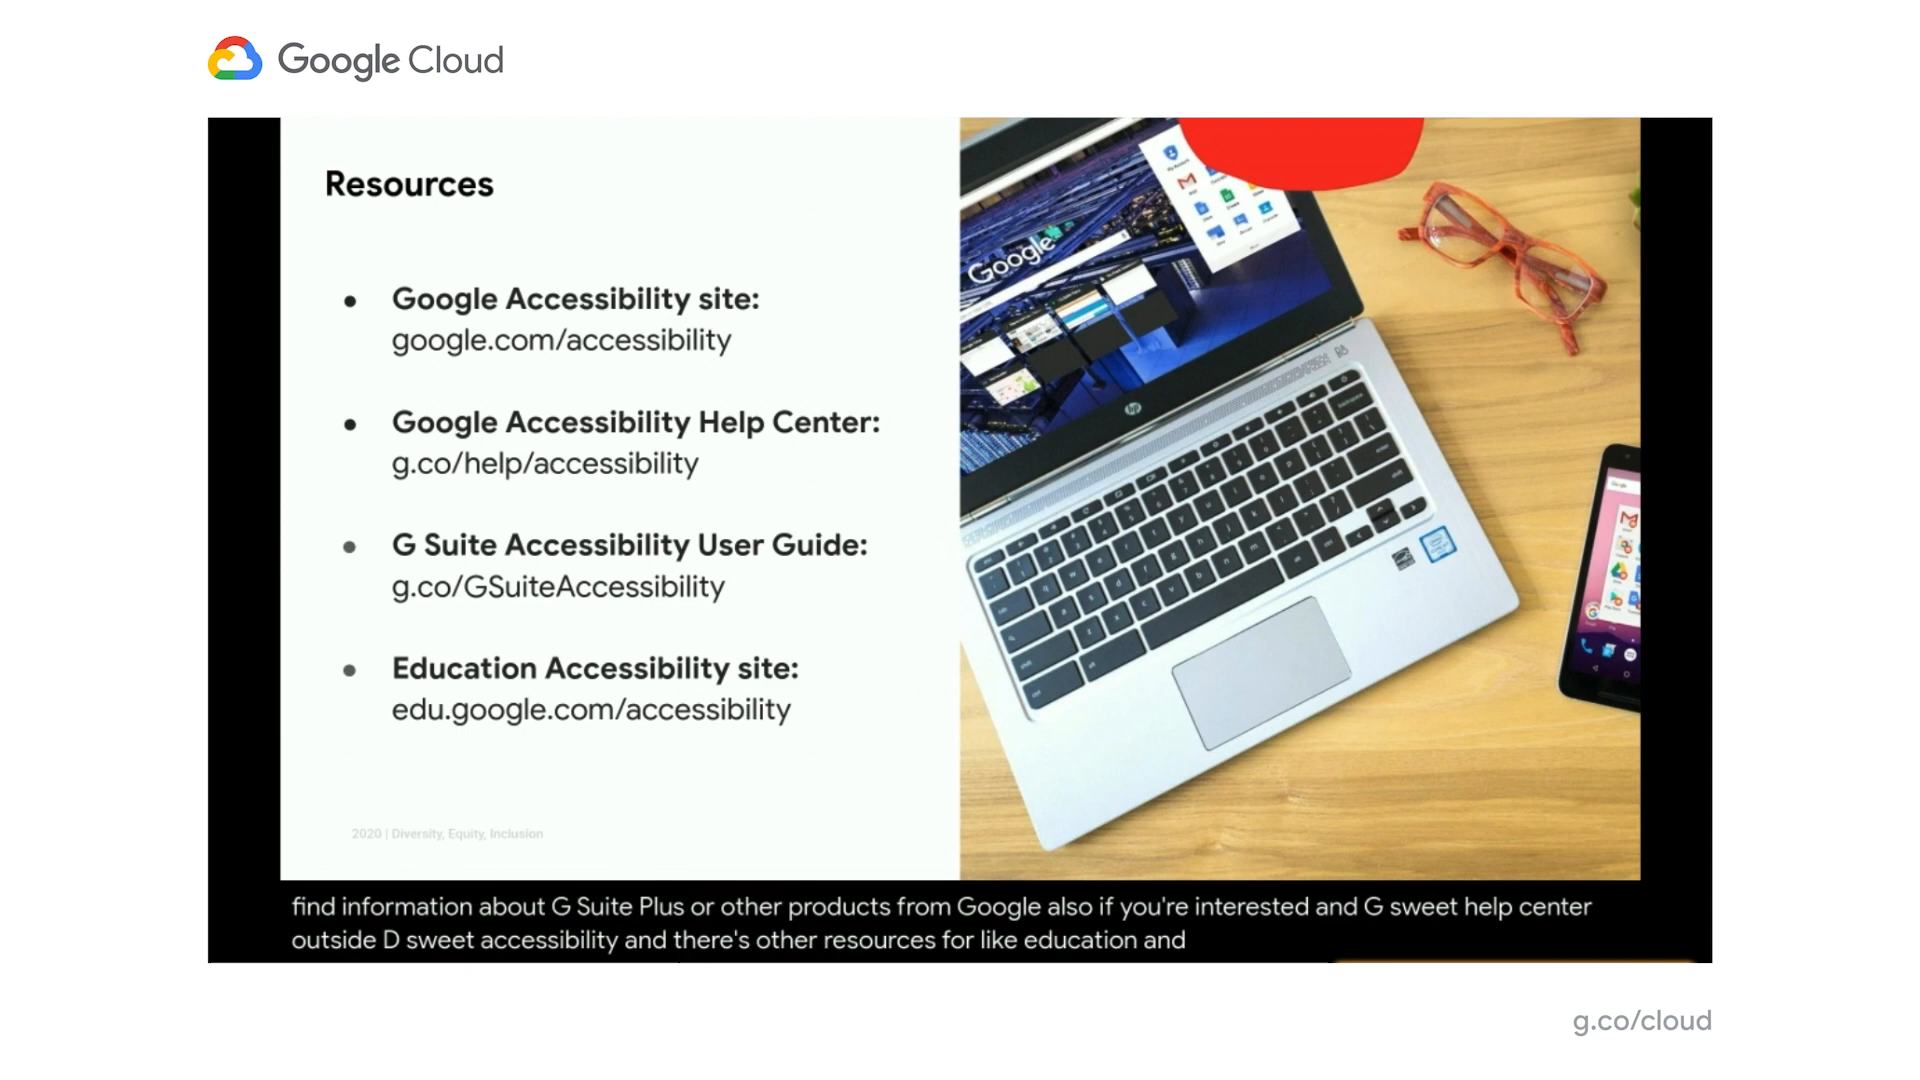 Google Cloud
Resources
Google Accessibility site:
google.com/accessibility
Google Accessibility Help Center:
g.co/help/accessibility
G Suite Accessibility User Guide:
g.co/GSuiteAccessibility
Education Accessibility site:
edu.google.com/accessibility
2020 | Diversity, Equity, Inclusion
Google
hp
find information about G Suite Plus or other products from Google also if you're interested and G sweet help center
outside D sweet accessibility and there's other resources for like education and
g.co/cloud